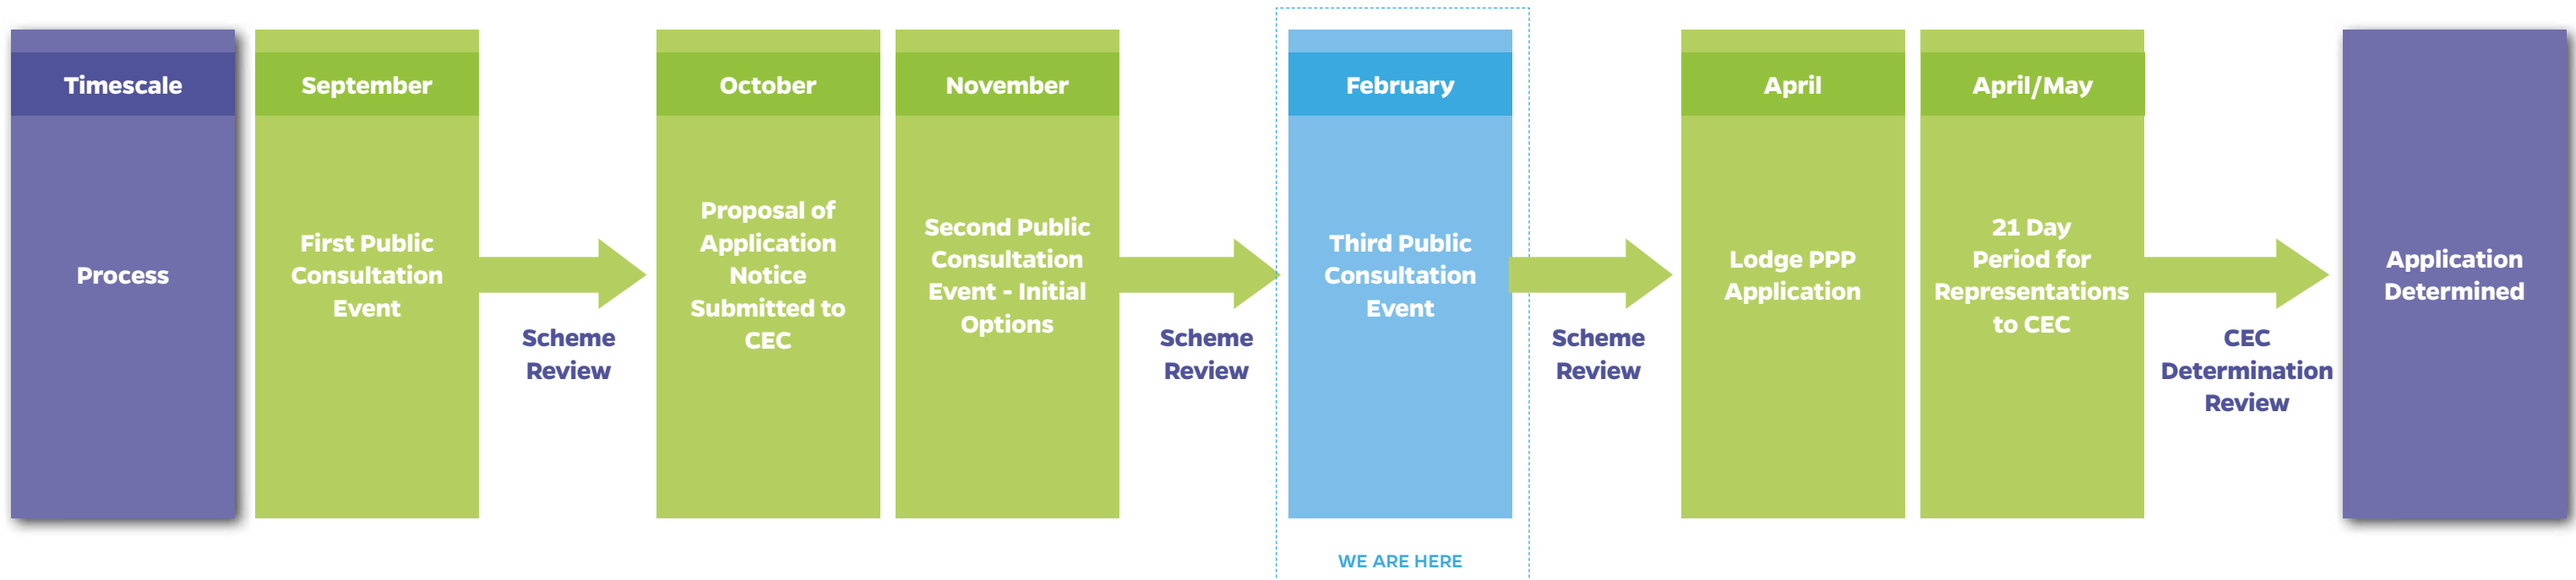 Timescale
Process
September
First Public
Consultation
Event
Scheme
Review
October
Proposal of
Application
Notice
Submitted to
CEC
November
Second Public
Consultation
Event - Initial
Options
Scheme
Review
February
Third Public
Consultation
Event
WE ARE HERE
Scheme
Review
April
Lodge PPP
Application
April/May
21 Day
Period for
Representations
to CEC
CEC
Determination
Review
Application
Determined